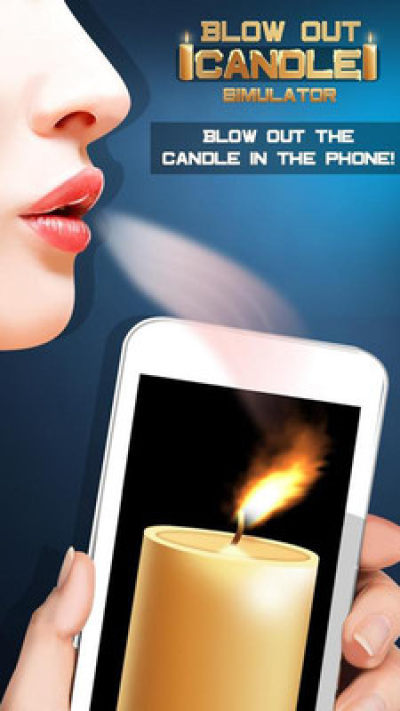 BLOW OUT
CANDLE
SIMULATOR
BLOW OUT THE
CANDLE IN THE PHONE!